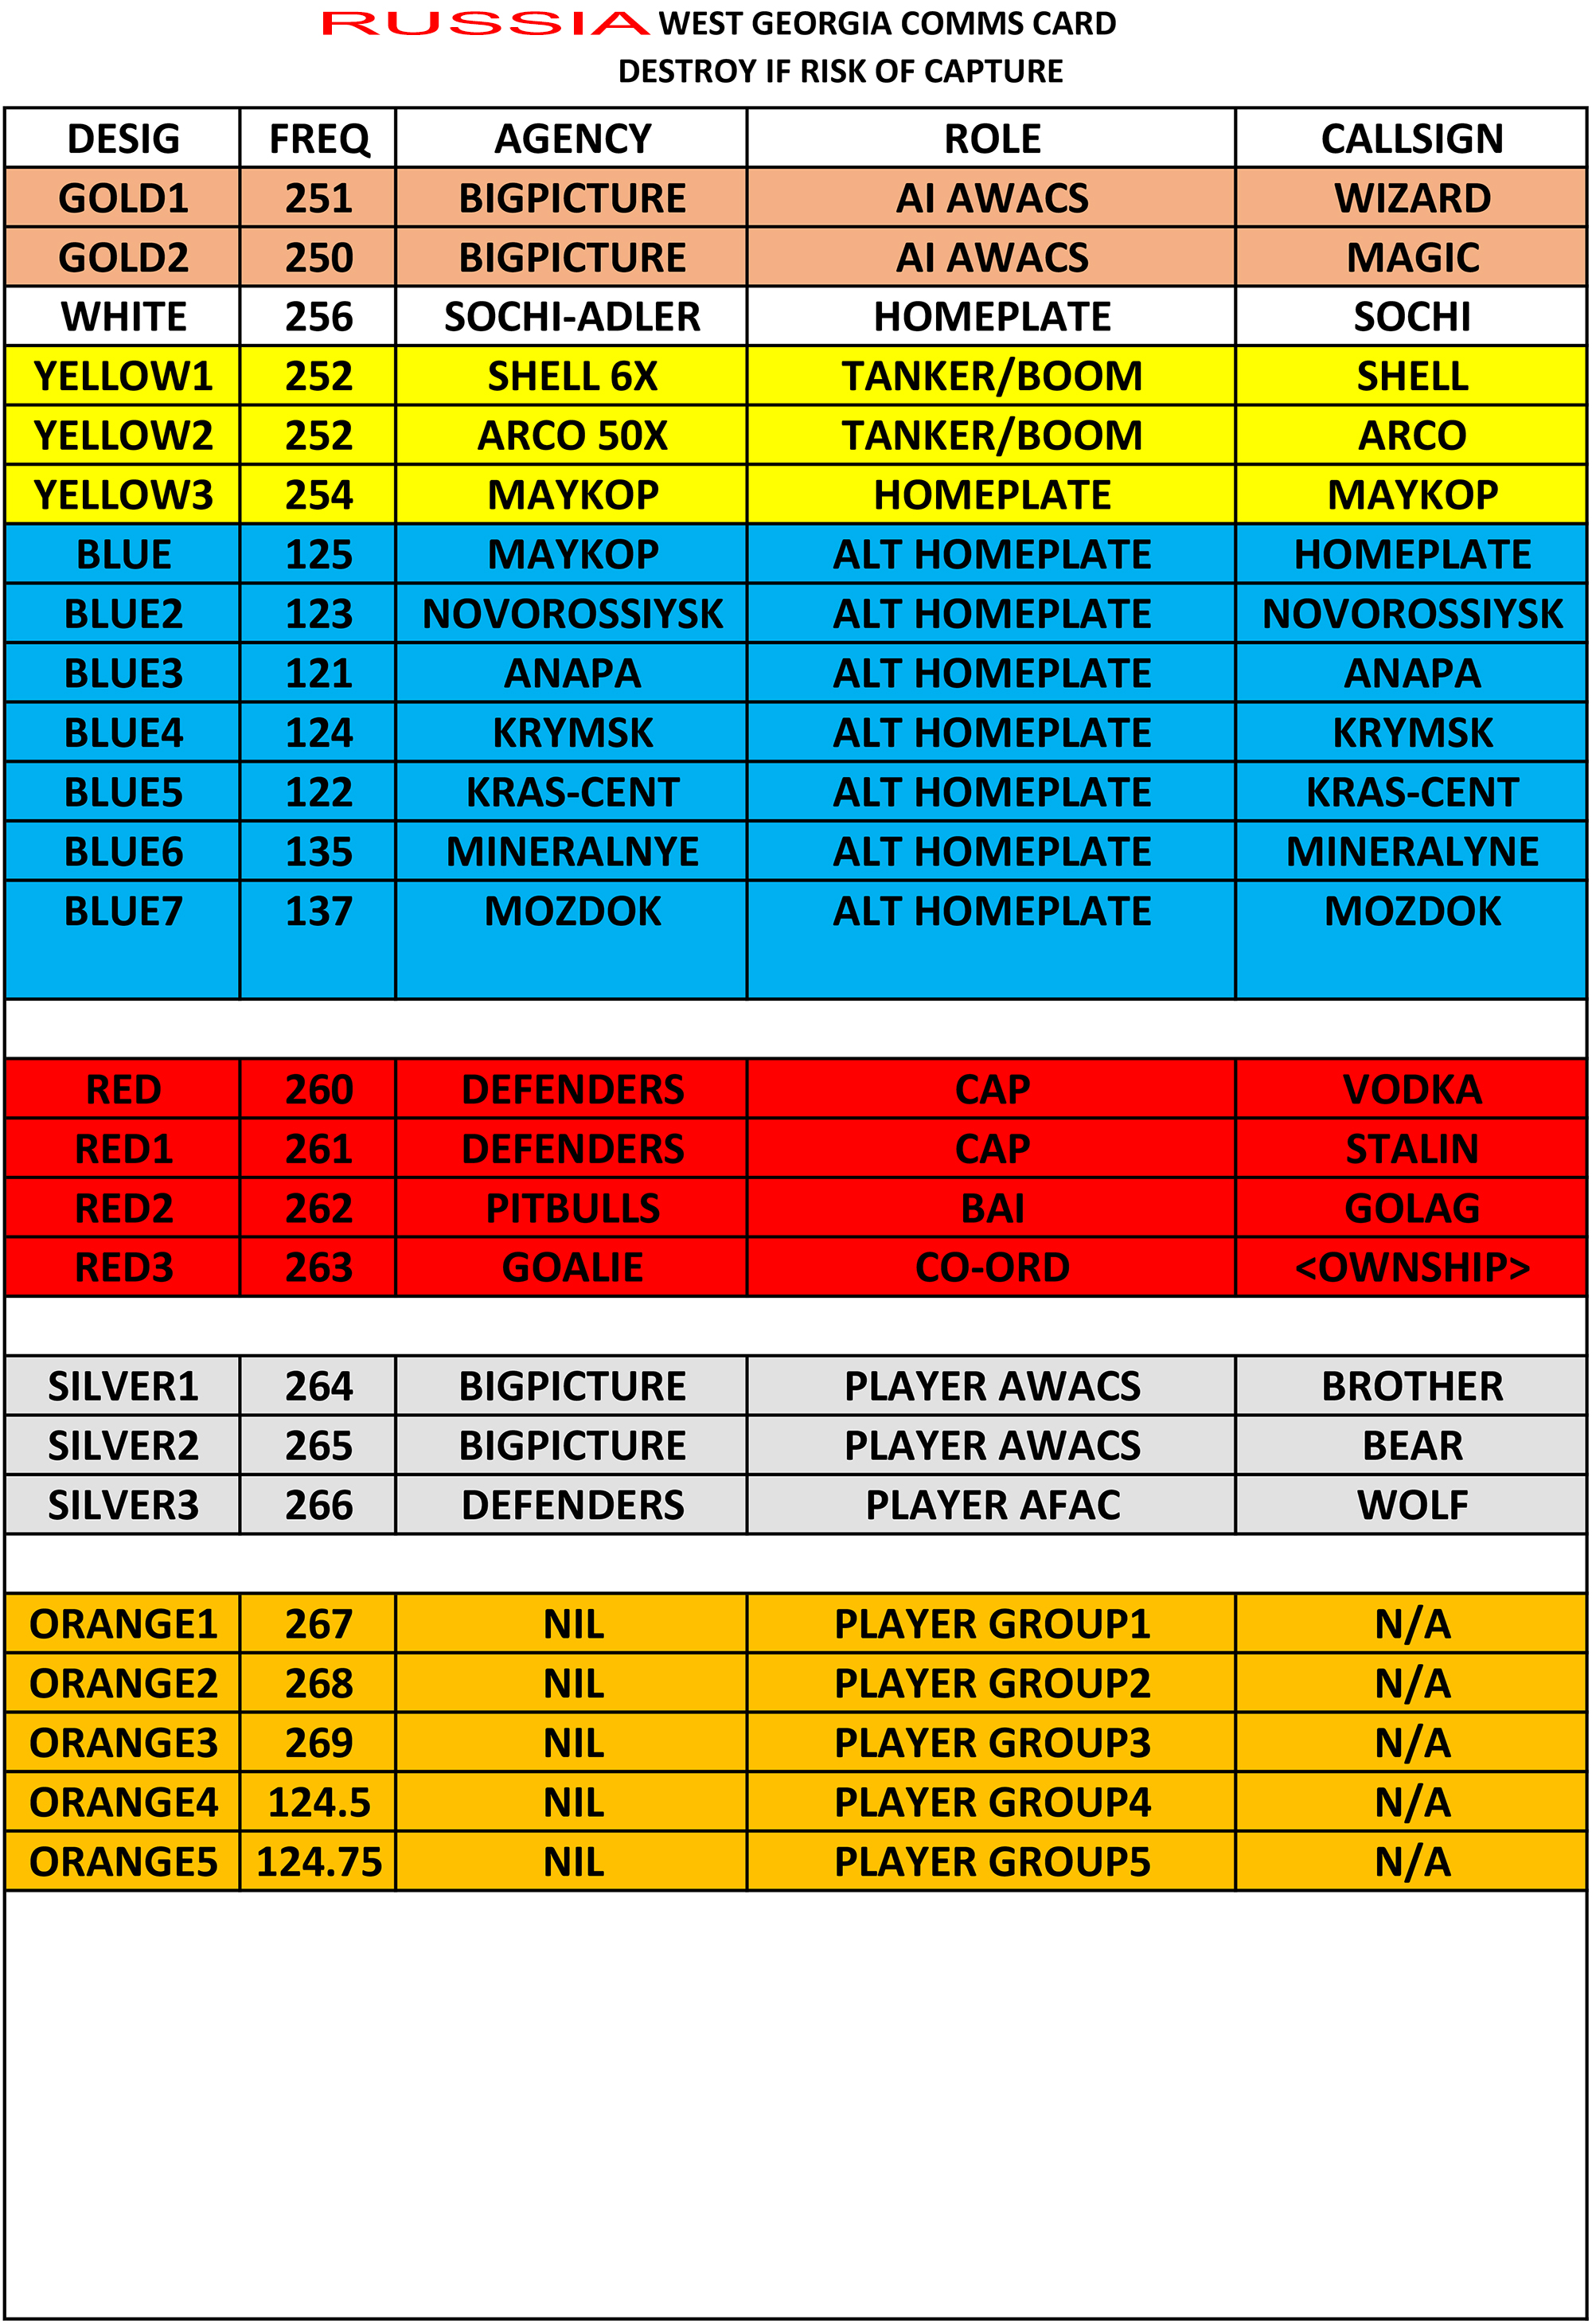 RUSSIA WEST GEORGIA COMMS CARD
DESTROY IF RISK OF CAPTURE
DESIG FREQ AGENCY ROLE CALLSIGN
GOLD1 251 BIGPICTURE AI AWACS WIZARD
GOLD2 250 BIGPICTURE AI AWACS MAGIC
WHITE 256 SOCHI-ADLER HOMEPLATE SOCHI
YELLOW1 252 SHELL 6X TANKER/BOOM SHELL
YELLOW2 252 ARCO 50X TANKER/BOOM ARCO
YELLOW3 254 MAYKOP HOMEPLATE MAYKOP
BLUE 125 MAYKOP ALT HOMEPLATE HOMEPLATE
BLUE2 123 NOVOROSSIYSK ALT HOMEPLATE NOVOROSSIYSK
BLUE3 121 ANAPA ALT HOMEPLATE ANAPA
BLUE4 124 KRYMSK ALT HOMEPLATE KRYMSK
BLUE5 122 KRAS-CENT ALT HOMEPLATE KRAS-CENT
BLUE6 135 MINERALNYE ALT HOMEPLATE MINERALYNE
BLUE7 137 MOZDOK ALT HOMEPLATE MOZDOK
RED 260 DEFENDERS CAP VODKA
RED1 261 DEFENDERS CAP STALIN
RED2 262 PITBULLS BAI GOLAG
RED3 263 GOALIE CO-ORD <OWNSHIP>
SILVER1 264 BIGPICTURE PLAYER AWACS BROTHER
SILVER2 265 BIGPICTURE PLAYER AWACS BEAR
SILVER3 266 DEFENDERS PLAYER AFAC WOLF
ORANGE1 267 NIL PLAYER GROUP1 N/A
ORANGE2 268 NIL PLAYER GROUP2 N/A
ORANGE3 269 NIL PLAYER GROUP3 N/A
ORANGE4 124.5 NIL PLAYER GROUP4 N/A
ORANGE5 124.75 NIL PLAYER GROUP5 N/A